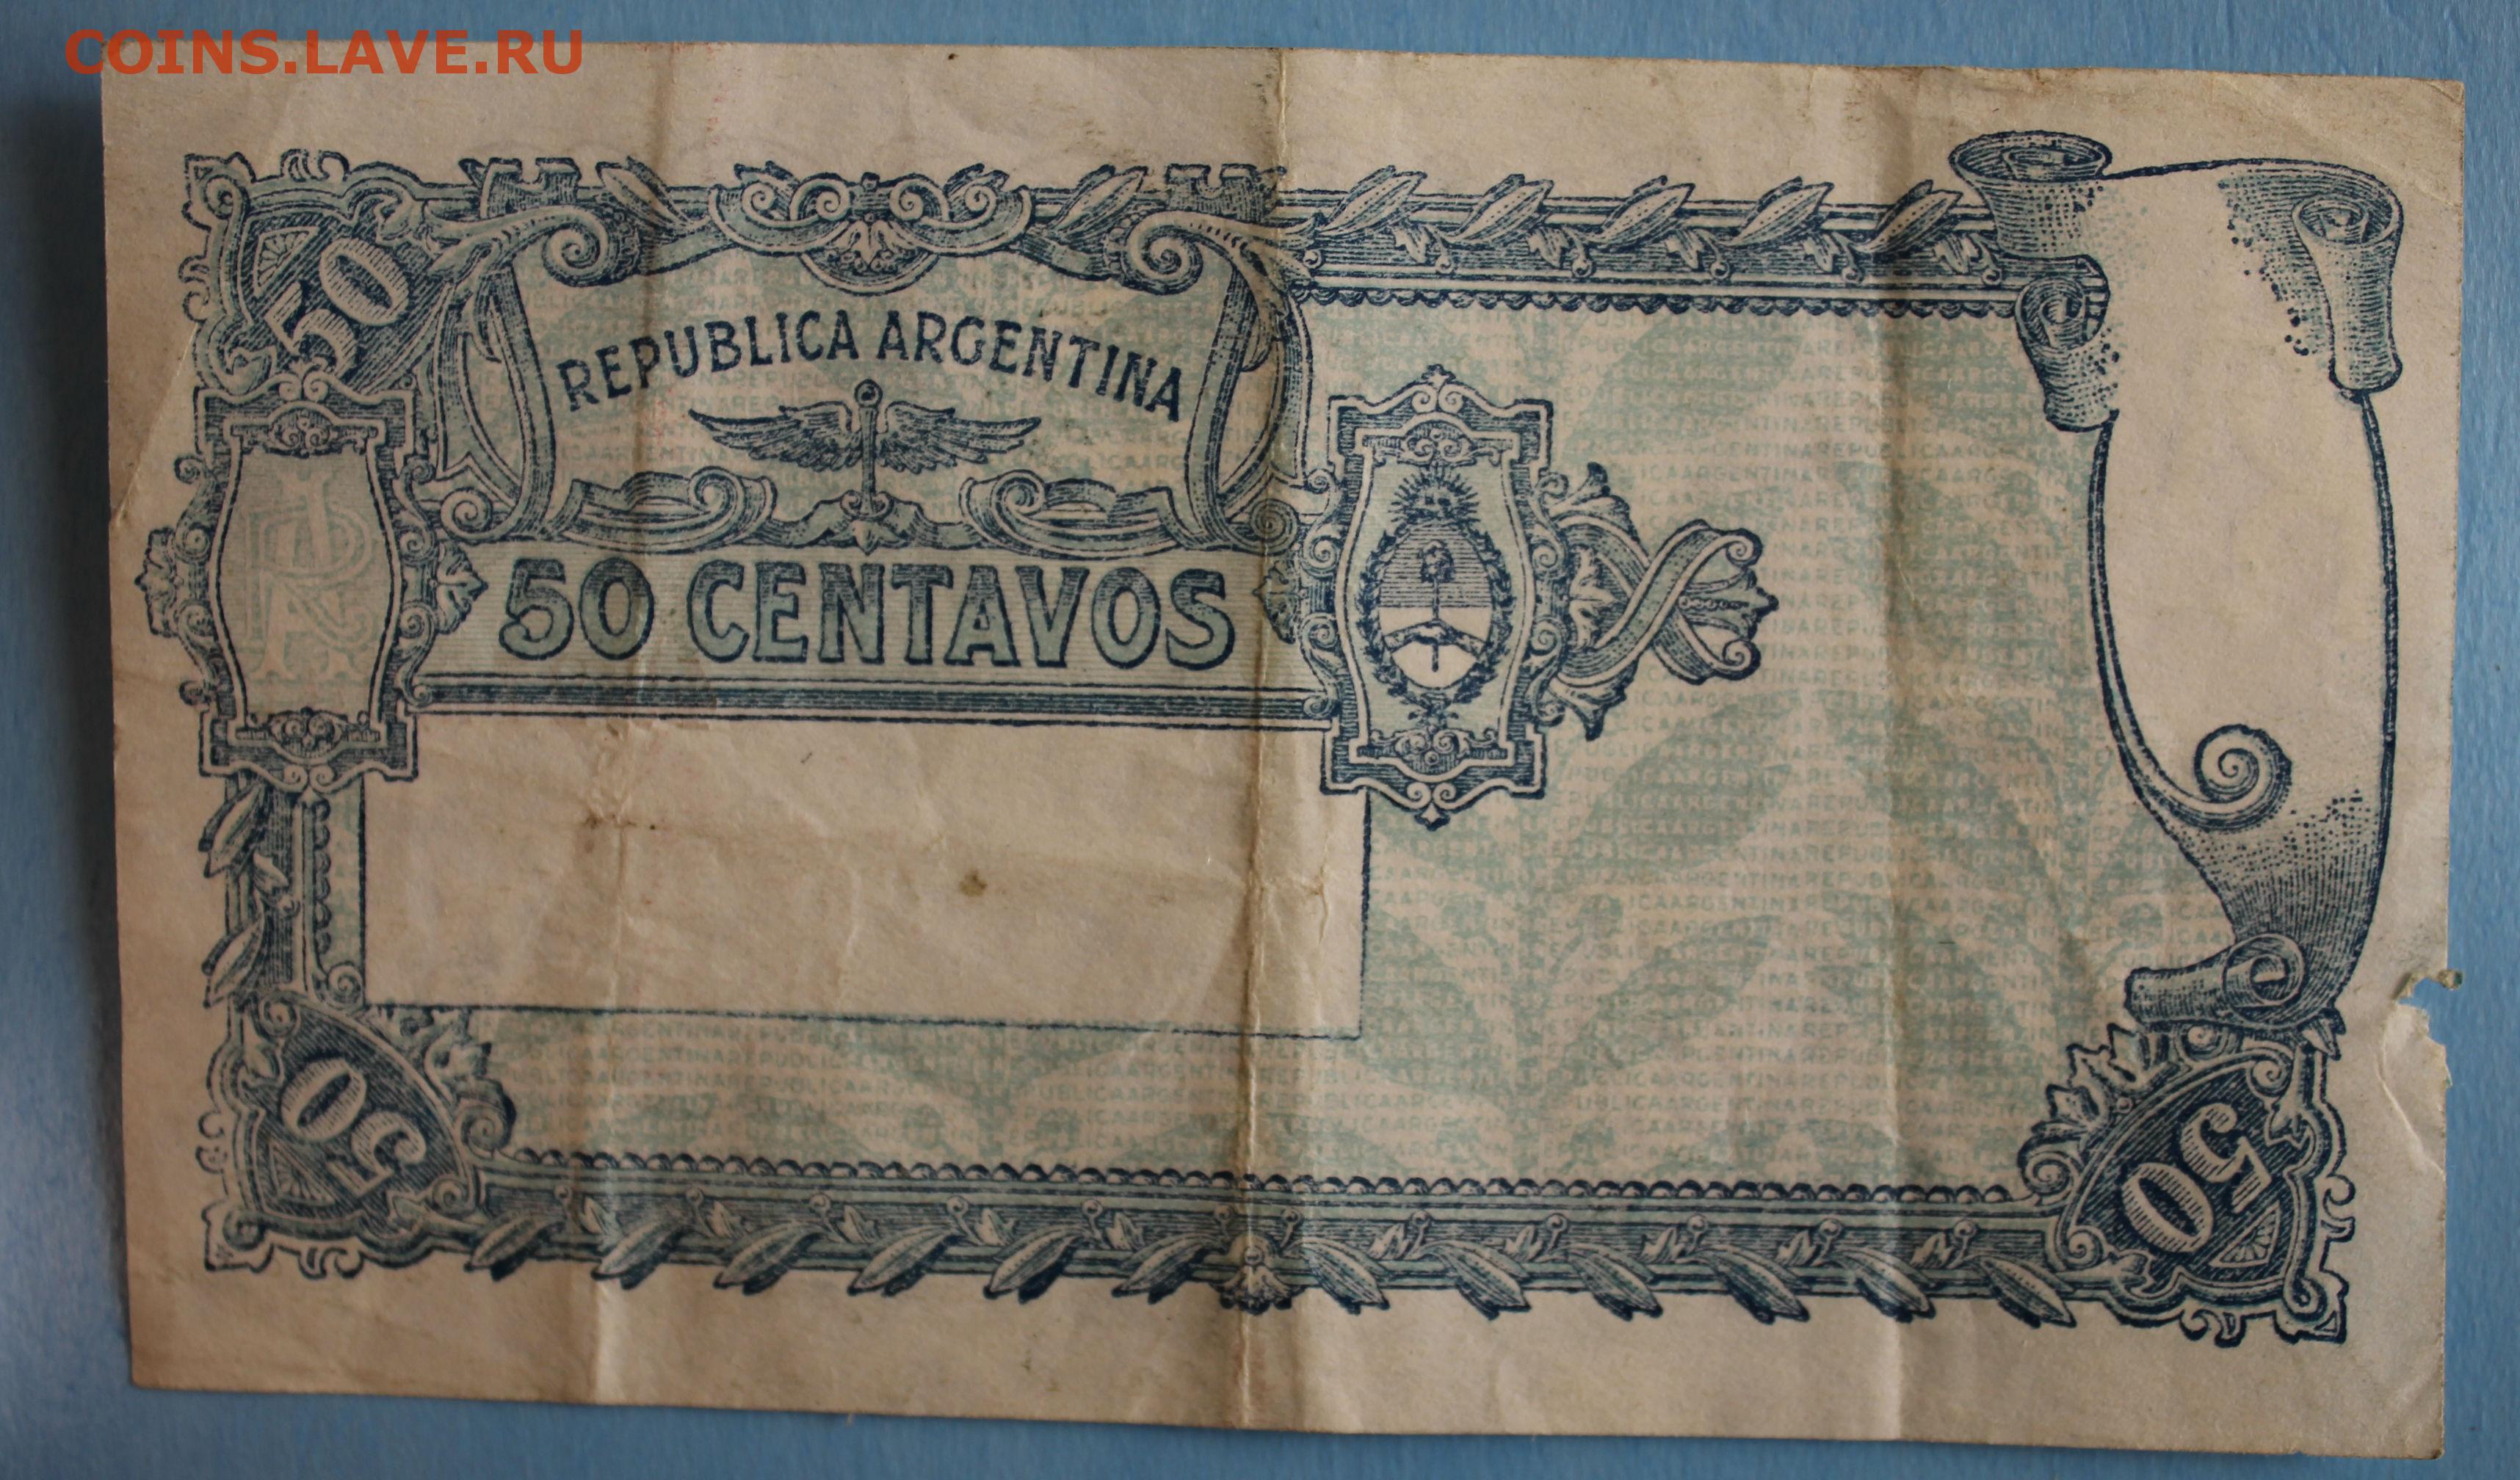 COINS.LAVE.RU
50
REPUBLICA ARGENTINA
50 CENTAVOS
50
50